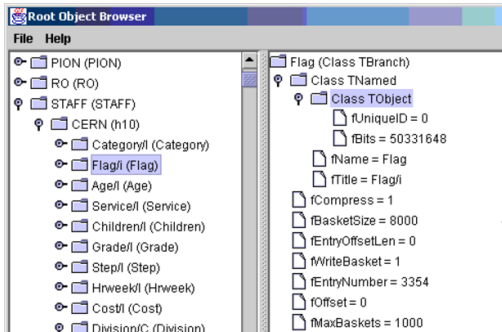 Root Object Browser
File Help
PION (PION)
RO (RO)
STAFF (STAFF)
CERN (h10)
Category/I (Category)
Flag/i (Flag)
Age/I (Age)
Service/I (Service)
Children/I (Children)
Grade/I (Grade)
Step/I (Step)
Hrweek/I (Hrweek)
Cost/I (Cost)
Division/C (Division)
Flag (Class TBranch)
Class TNamed
Class TObject
fUniqueID = 0
fBits = 50331648
fName = Flag
fTitle = Flag/i
fCompress = 1
fBasketSize = 8000
fEntryOffsetLen = 0
fWriteBasket = 1
fEntryNumber = 3354
fOffset = 0
fMaxBaskets = 1000